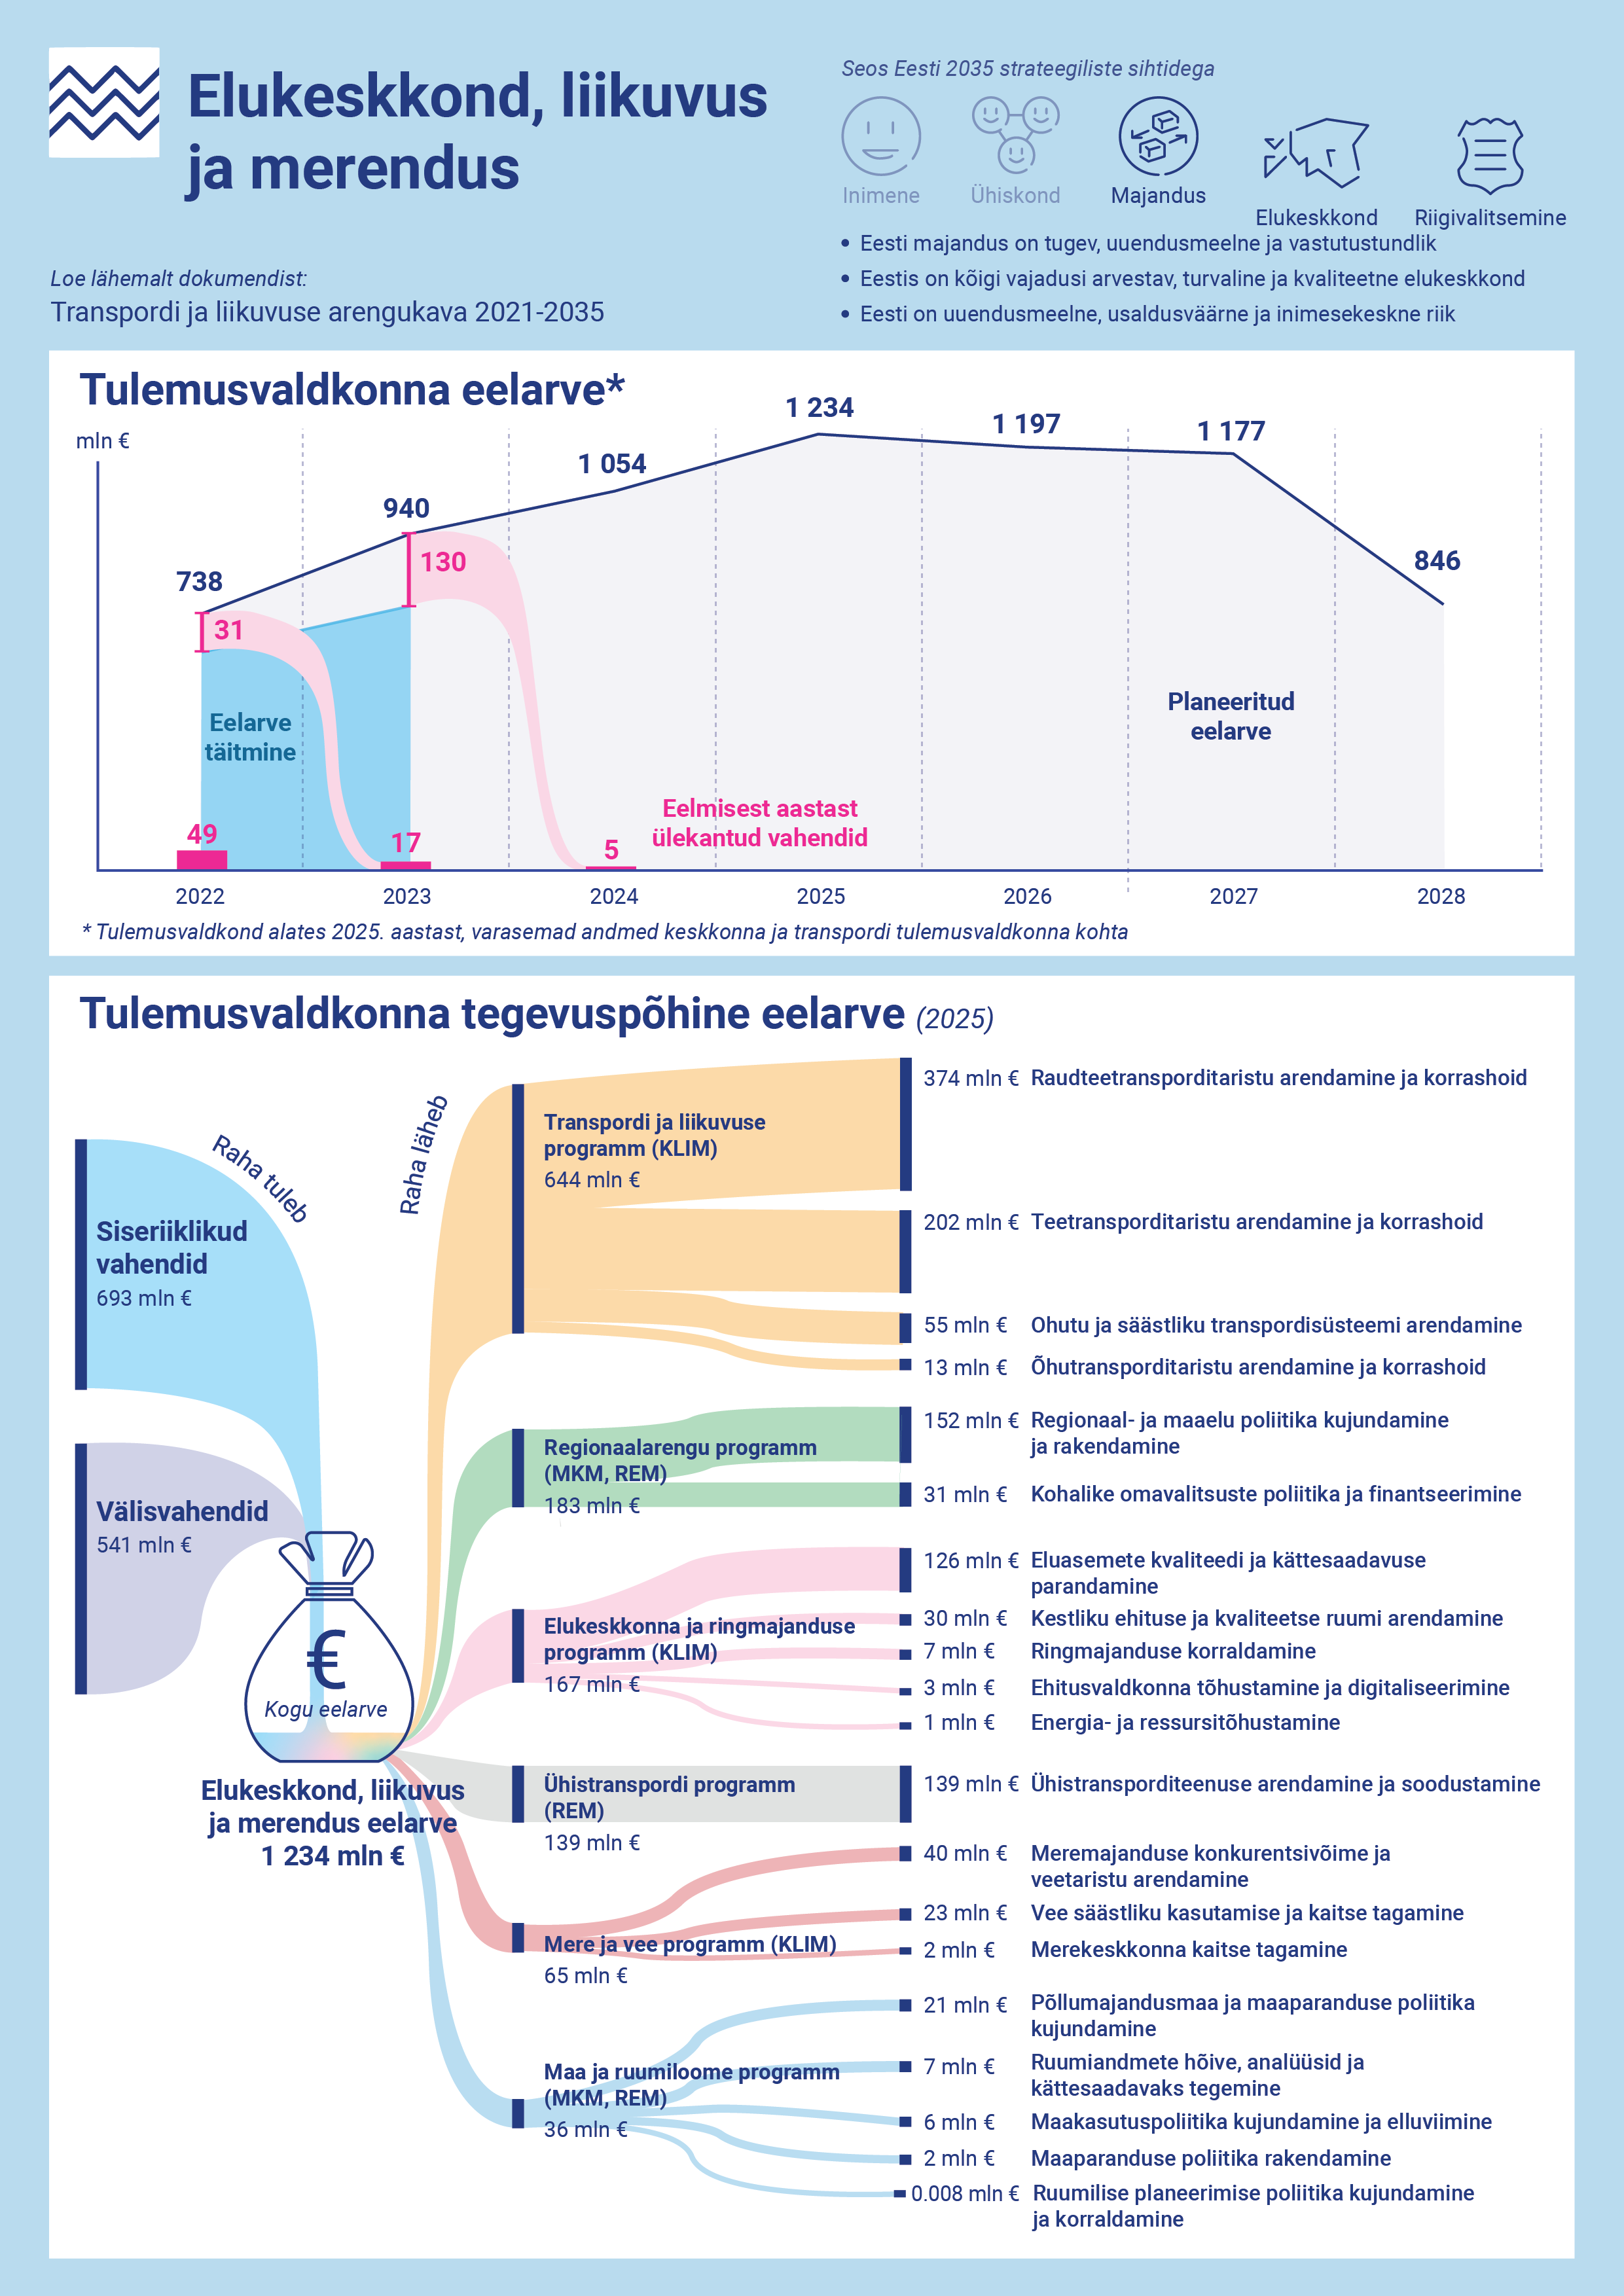 Elukeskkond, liikuvus
ja merendus
Loe lähemalt dokumendist:
Transpordi ja liikuvuse arengukava 2021-2035
Seos Eesti 2035 strateegiliste sihtidega
Inimene
Ühiskond
Majandus
Elukeskkond
Riigivalitsemine
• Eesti majandus on tugev, uuendusmeelne ja vastutustundlik
• Eestis on kõigi vajadusi arvestav, turvaline ja kvaliteetne elukeskkond
• Eesti on uuendusmeelne, usaldusväärne ja inimesekeskne riik
Tulemusvaldkonna eelarve*
mln €
738
940
1 054
1 234
1 197
1 177
846
31
130
Eelarve
täitmine
Planeeritud
eelarve
49
17
5
Eelmisest aastast
ülekantud vahendid
2022
2023
2024
2025
2026
2027
2028
* Tulemusvaldkond alates 2025. aastast, varasemad andmed keskkonna ja transpordi tulemusvaldkonna kohta
Tulemusvaldkonna tegevuspõhine eelarve (2025)
Raha tuleb
Raha läheb
Siseriiklikud
vahendid
693 mln €
Välisvahendid
541 mln €
€
Kogu eelarve
Elukeskkond, liikuvus
ja merendus eelarve
1 234 mln €
Transpordi ja liikuvuse
programm (KLIM)
644 mln €
374 mln € Raudteetransporditaristu arendamine ja korrashoid
202 mln € Teetransporditaristu arendamine ja korrashoid
55 mln € Ohutu ja säästliku transpordisüsteemi arendamine
13 mln € Õhutransporditaristu arendamine ja korrashoid
Regionaalarengu programm
(MKM, REM)
183 mln €
152 mln € Regionaal- ja maaelu poliitika kujundamine
ja rakendamine
31 mln € Kohalike omavalitsuste poliitika ja finantseerimine
Elukeskkonna ja ringmajanduse
programm (KLIM)
167 mln €
126 mln € Eluasemete kvaliteedi ja kättesaadavuse
parandamine
30 mln € Kestliku ehituse ja kvaliteetse ruumi arendamine
7 mln € Ringmajanduse korraldamine
3 mln € Ehitusvaldkonna tõhustamine ja digitaliseerimine
1 mln € Energia- ja ressursitõhustamine
Ühistranspordi programm
(REM)
139 mln €
139 mln € Ühistransporditeenuse arendamine ja soodustamine
Mere ja vee programm (KLIM)
65 mln €
40 mln € Meremajanduse konkurentsivõime ja
veetaristu arendamine
23 mln € Vee säästliku kasutamise ja kaitse tagamine
2 mln € Merekeskkonna kaitse tagamine
Maa ja ruumiloome programm
(MKM, REM)
36 mln €
21 mln € Põllumajandusmaa ja maaparanduse poliitika
kujundamine
7 mln € Ruumiandmete hõive, analüüsid ja
kättesaadavaks tegemine
6 mln € Maakasutuspoliitika kujundamine ja elluviimine
2 mln € Maaparanduse poliitika rakendamine
0.008 mln € Ruumilise planeerimise poliitika kujundamine
ja korraldamine